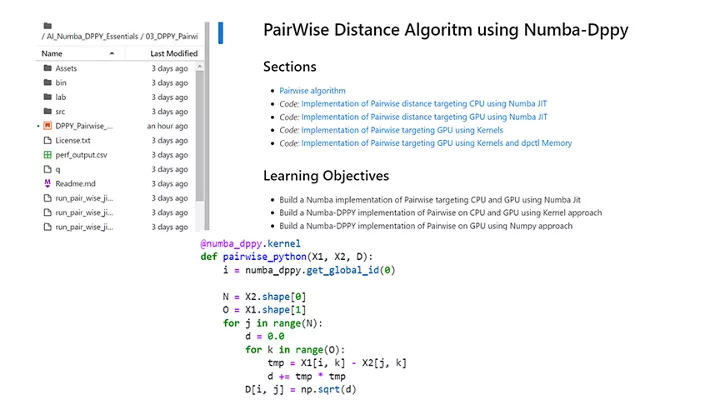 / AI_Numba_DPPY_Essentials / 03_DPPY_Pairwi
Name Last Modified
Assets 3 days ago
bin 3 days ago
lab 3 days ago
src 3 days ago
DPPY_Pairwise_... an hour ago
License.txt 3 days ago
perf_output.csv 3 days ago
q 3 days ago
Readme.md 3 days ago
run_pair_wise_ji... 3 days ago
run_pair_wise_ji... 3 days ago
run_pair_wise_ji... 3 days ago
PairWise Distance Algoritm using Numba-Dppy
Sections
• Pairwise algorithm
• Code: Implementation of Pairwise distance targeting CPU using Numba JIT
• Code: Implementation of Pairwise distance targeting GPU using Numba JIT
• Code: Implementation of Pairwise targeting GPU using Kernels
• Code: Implementation of Pairwise targeting GPU using Kernels and dpctl Memory
Learning Objectives
• Build a Numba implementation of Pairwise targeting CPU and GPU using Numba Jit
• Build a Numba-DPPY implementation of Pairwise on CPU and GPU using Kernel approach
• Build a Numba-DPPY implementation of Pairwise on GPU using Numpy approach
@numba_dppy.kernel
def pairwise_python(X1, X2, D):
    i = numba_dppy.get_global_id(0)
    N = X2.shape[0]
    O = X1.shape[1]
    for j in range(N):
        d = 0.0
        for k in range(O):
            tmp = X1[i, k] - X2[j, k]
            d += tmp * tmp
        D[i, j] = np.sqrt(d)